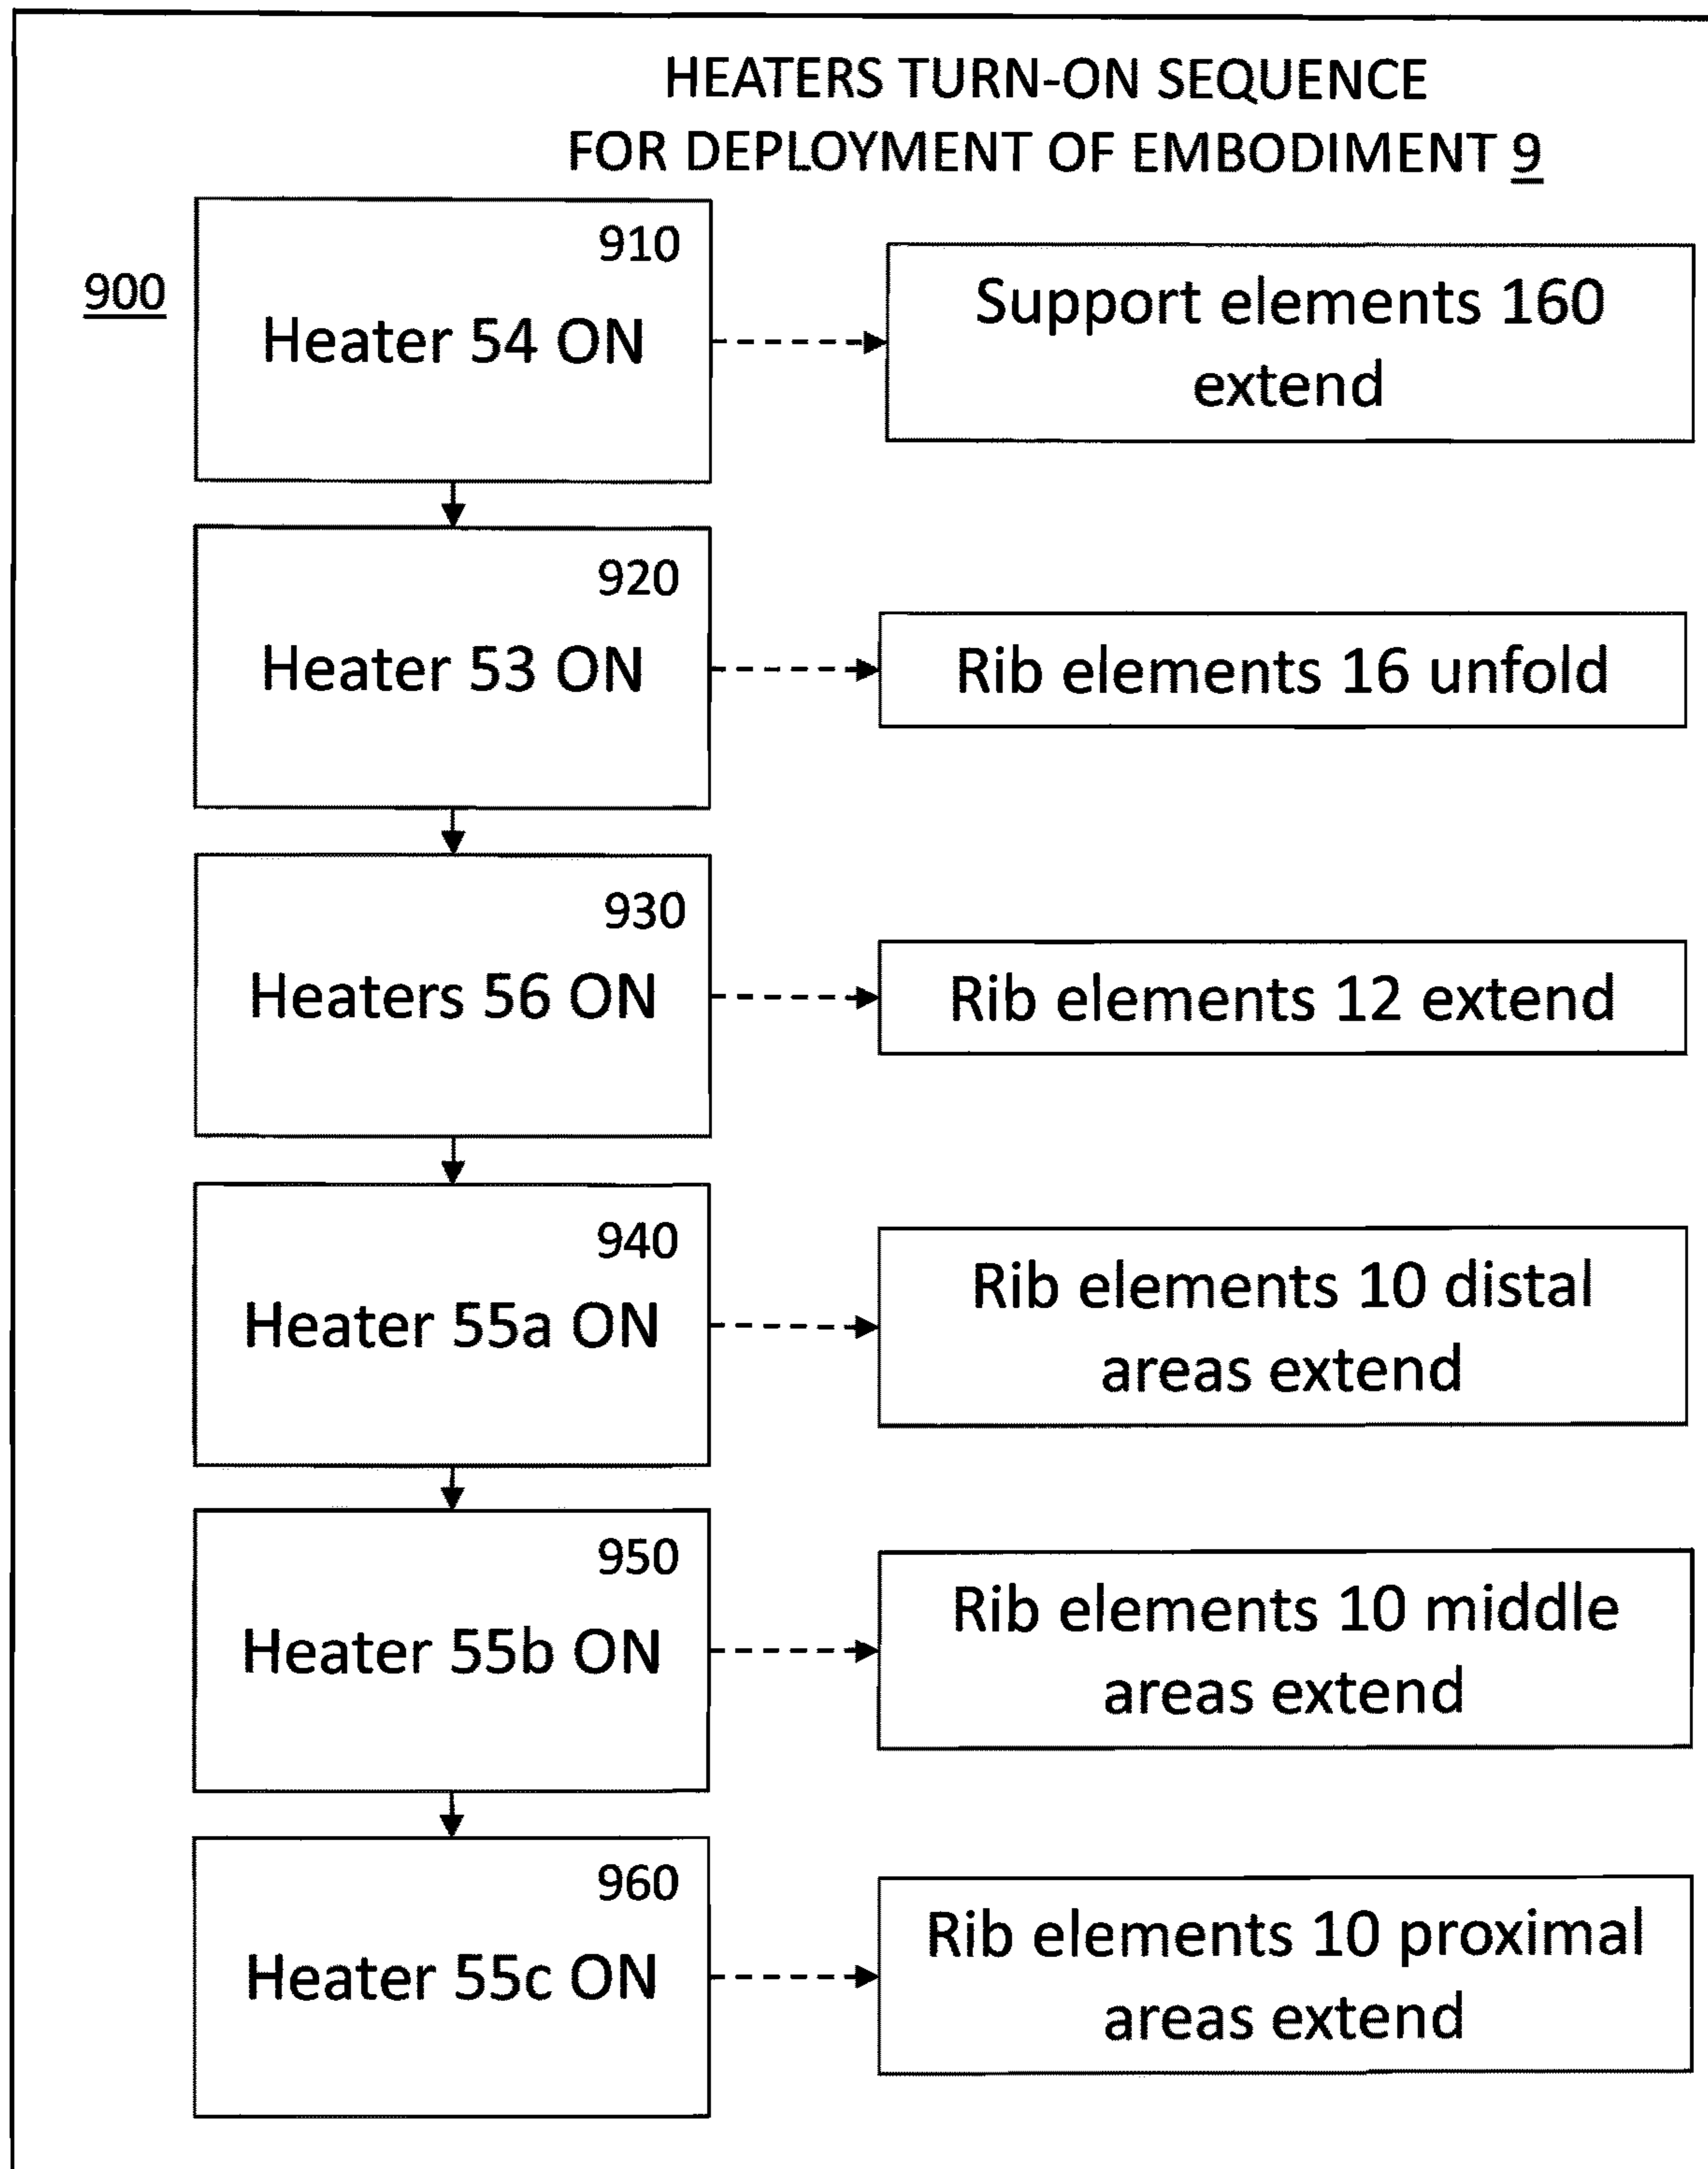 HEATERS TURN-ON SEQUENCE
FOR DEPLOYMENT OF EMBODIMENT 9
900
910
Heater 54 ON
Support elements 160
extend
920
Heater 53 ON
Rib elements 16 unfold
930
Heaters 56 ON
Rib elements 12 extend
940
Heater 55a ON
Rib elements 10 distal
areas extend
950
Heater 55b ON
Rib elements 10 middle
areas extend
960
Heater 55c ON
Rib elements 10 proximal
areas extend